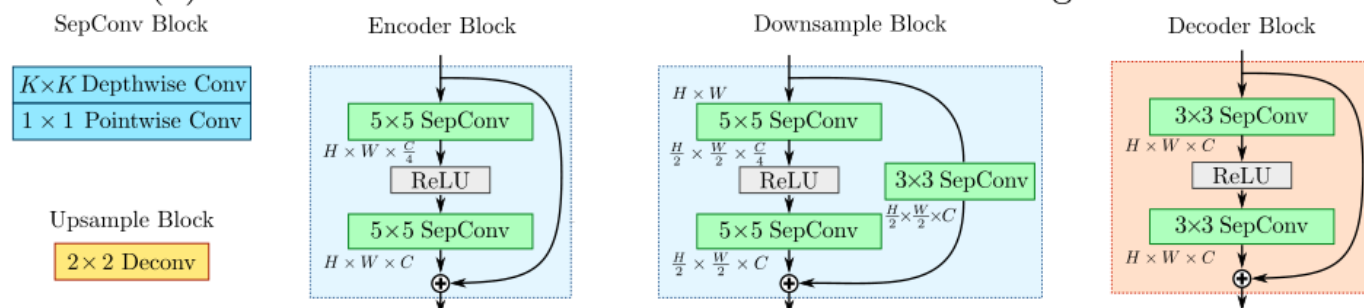 SepConv Block
K×K Depthwise Conv
1 × 1 Pointwise Conv
Upsample Block
2×2 Deconv
Encoder Block
5×5 SepConv
H × W × C/4
ReLU
5×5 SepConv
H × W × C
Downsample Block
H × W
5×5 SepConv
H/2 × W/2 × C/4
ReLU
3×3 SepConv
H/2×W/2×C
5×5 SepConv
H/2 × W/2 × C
Decoder Block
3×3 SepConv
H × W × C
ReLU
3×3 SepConv
H × W × C